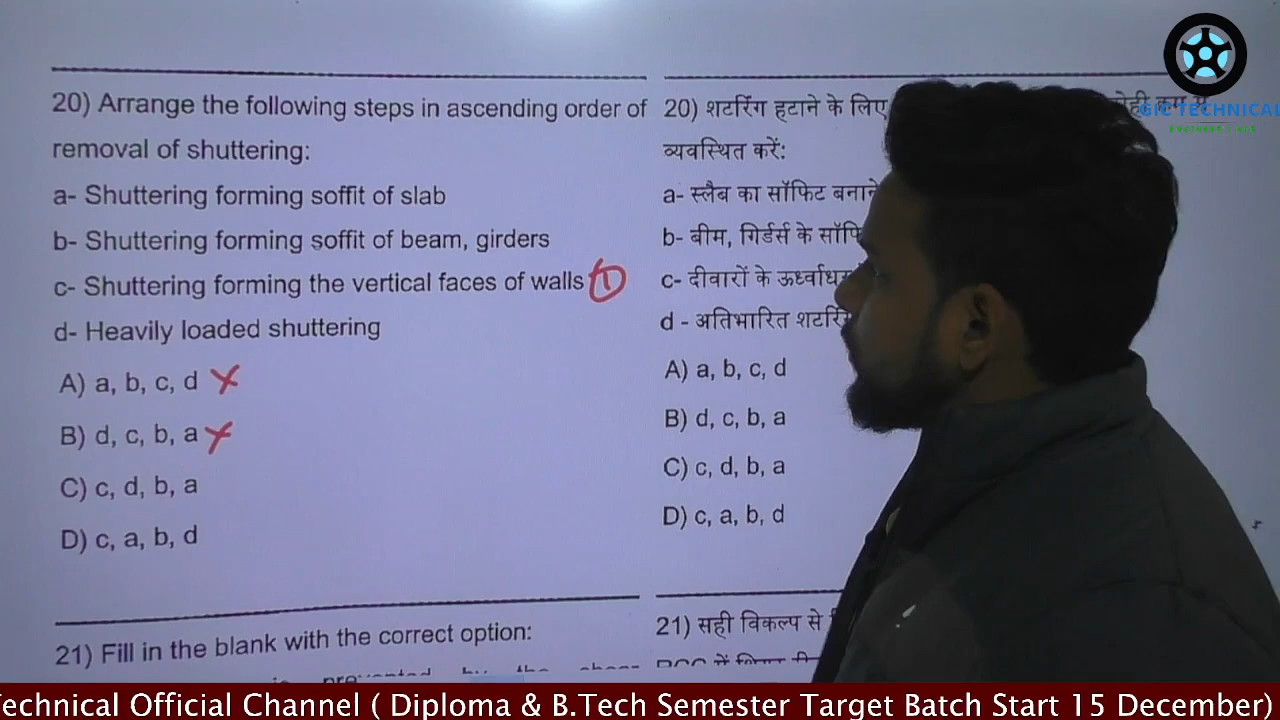 20) Arrange the following steps in ascending order of
removal of shuttering:
a- Shuttering forming soffit of slab
b- Shuttering forming soffit of beam, girders
c- Shuttering forming the vertical faces of walls ①
d- Heavily loaded shuttering
A) a, b, c, d ✗
B) d, c, b, a ✗
C) c, d, b, a
D) c, a, b, d
21) Fill in the blank with the correct option:
20) शटरिंग हटाने के लिए
व्यवस्थित करें:
a- स्लैब का सॉफिट बनाने
b- बीम, गिर्डर्स के
c- दीवारों के
d - अतिभारित
A) a, b, c, d
B) d, c, b, a
C) c, d, b, a
D) c, a, b, d
21) सही विकल्प से
GIC TECHNICAL
Technical Official Channel ( Diploma & B.Tech Semester Target Batch Start 15 December)